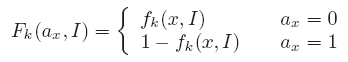 F_k(a_x, I) = { f_k(x, I) a_x = 0
1 − f_k(x, I) a_x = 1